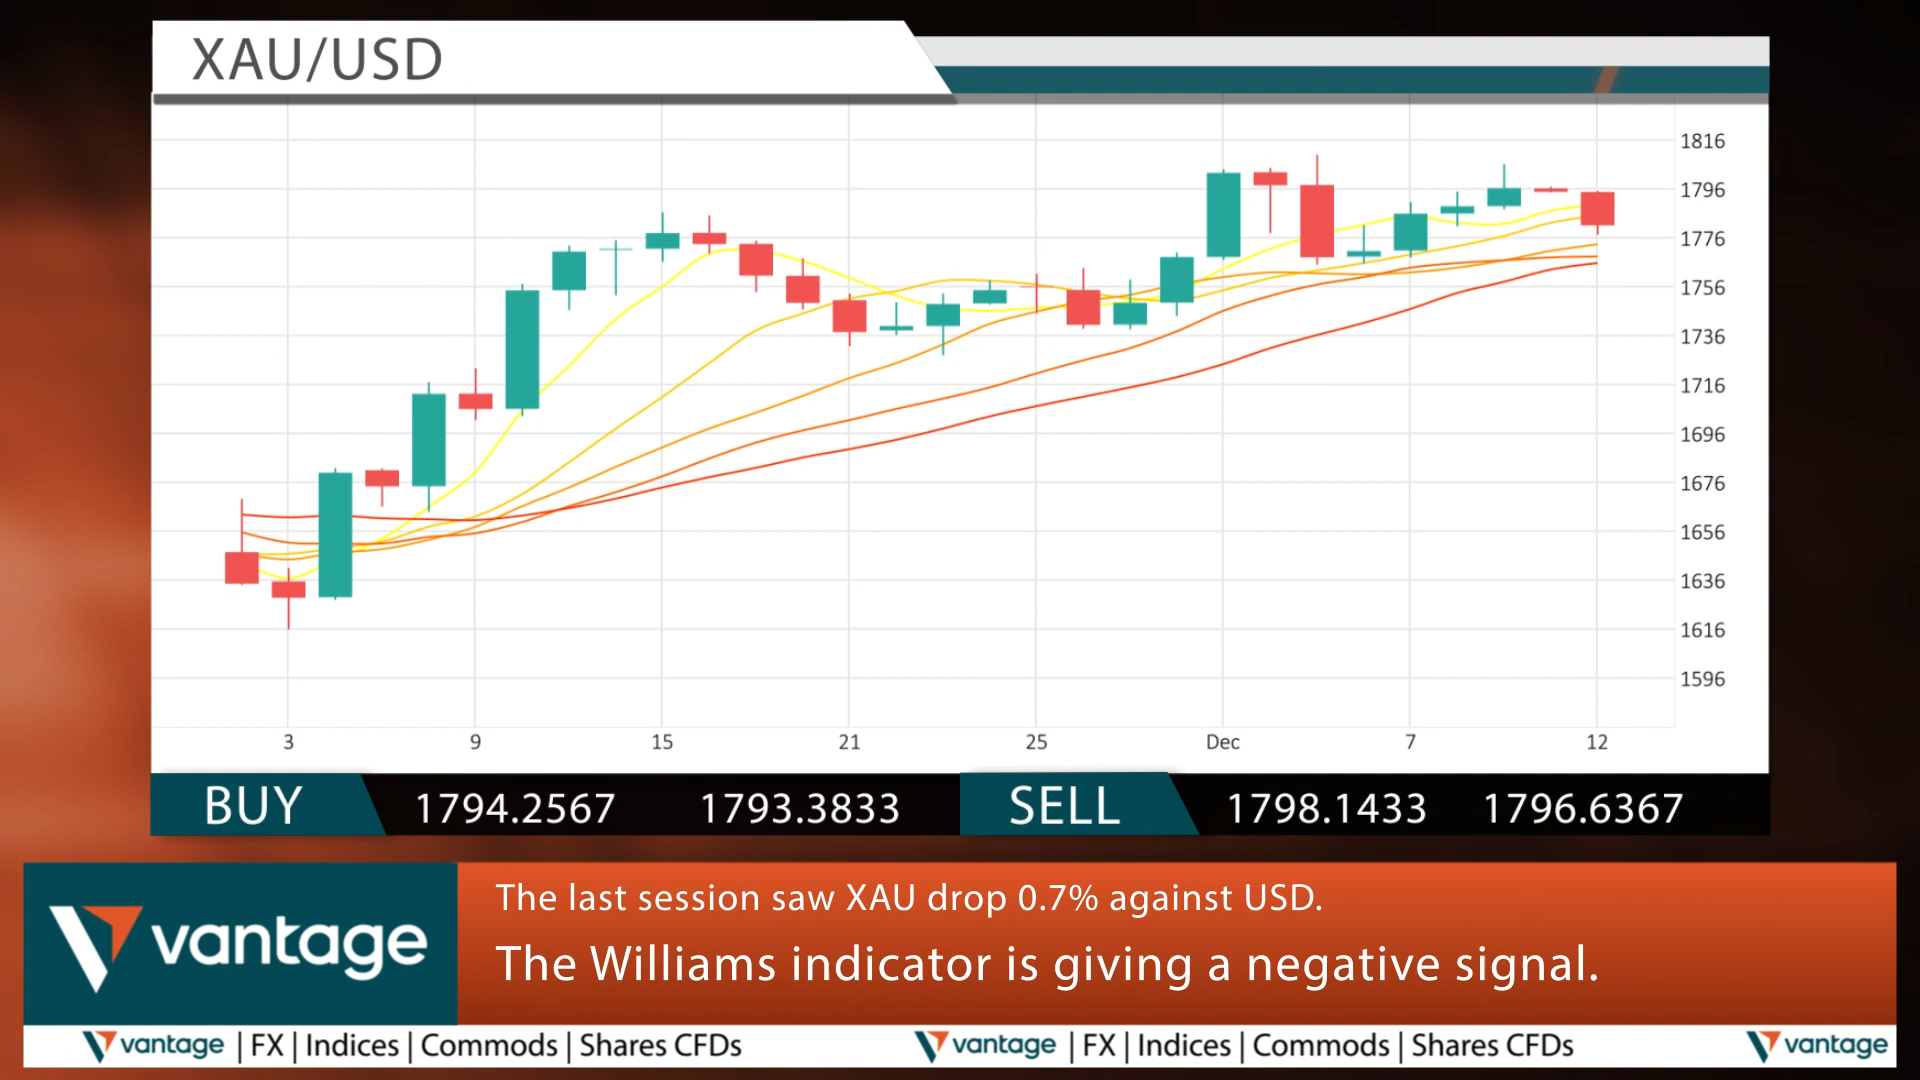 XAU/USD
1816
1796
1776
1756
1736
1716
1696
1676
1656
1636
1616
1596
3 9 15 21 25 Dec 7 12
BUY 1794.2567 1793.3833 SELL 1798.1433 1796.6367
vantage
The last session saw XAU drop 0.7% against USD.
The Williams indicator is giving a negative signal.
vantage | FX | Indices | Commods | Shares CFDs vantage | FX | Indices | Commods | Shares CFDs vantage